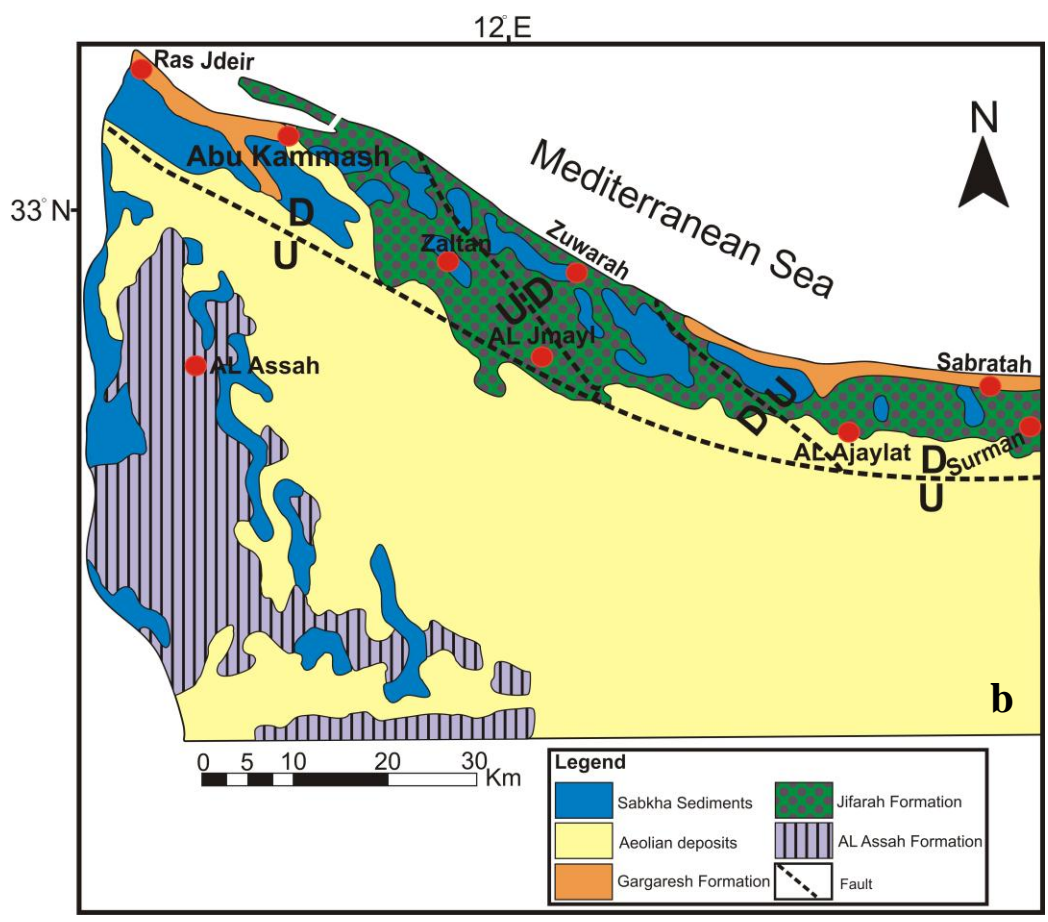 12° E
Ras Jdeir
N
Abu Kammash
Mediterranean Sea
33° N
D
U
Zaltan
Zuwarah
U D
AL Jmayl
AL Assah
Sabratah
D U
AL Ajaylat
D
U
Surman
b
0 5 10 20 30
Km
Legend
Sabkha Sediments
Jifarah Formation
Aeolian deposits
AL Assah Formation
Gargaresh Formation
Fault